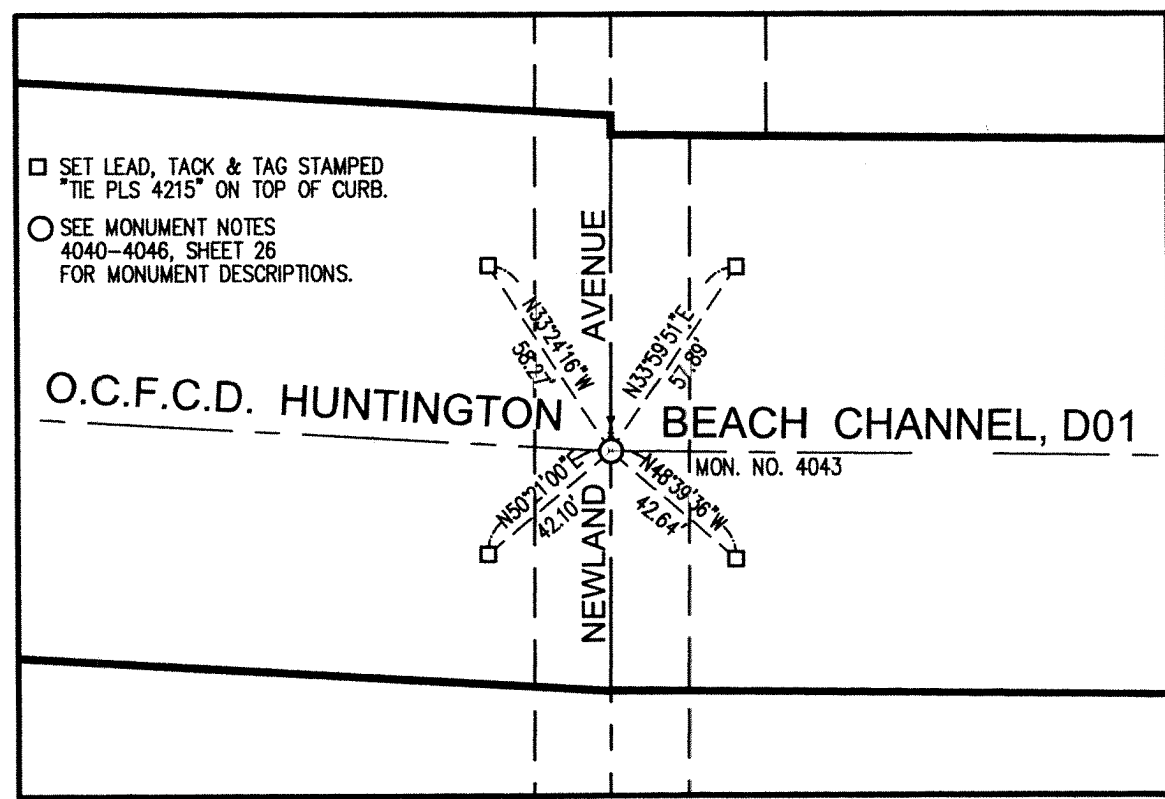 SET LEAD, TACK & TAG STAMPED
"TIE PLS 4215" ON TOP OF CURB.
SEE MONUMENT NOTES
4040-4046, SHEET 26
FOR MONUMENT DESCRIPTIONS.
NEWLAND AVENUE
N33°24'16"W
58.27'
N33°59'51"E
57.89'
O.C.F.C.D. HUNTINGTON BEACH CHANNEL, D01
MON. NO. 4043
N50°21'00"E
42.10'
N48°39'36"W
42.64'